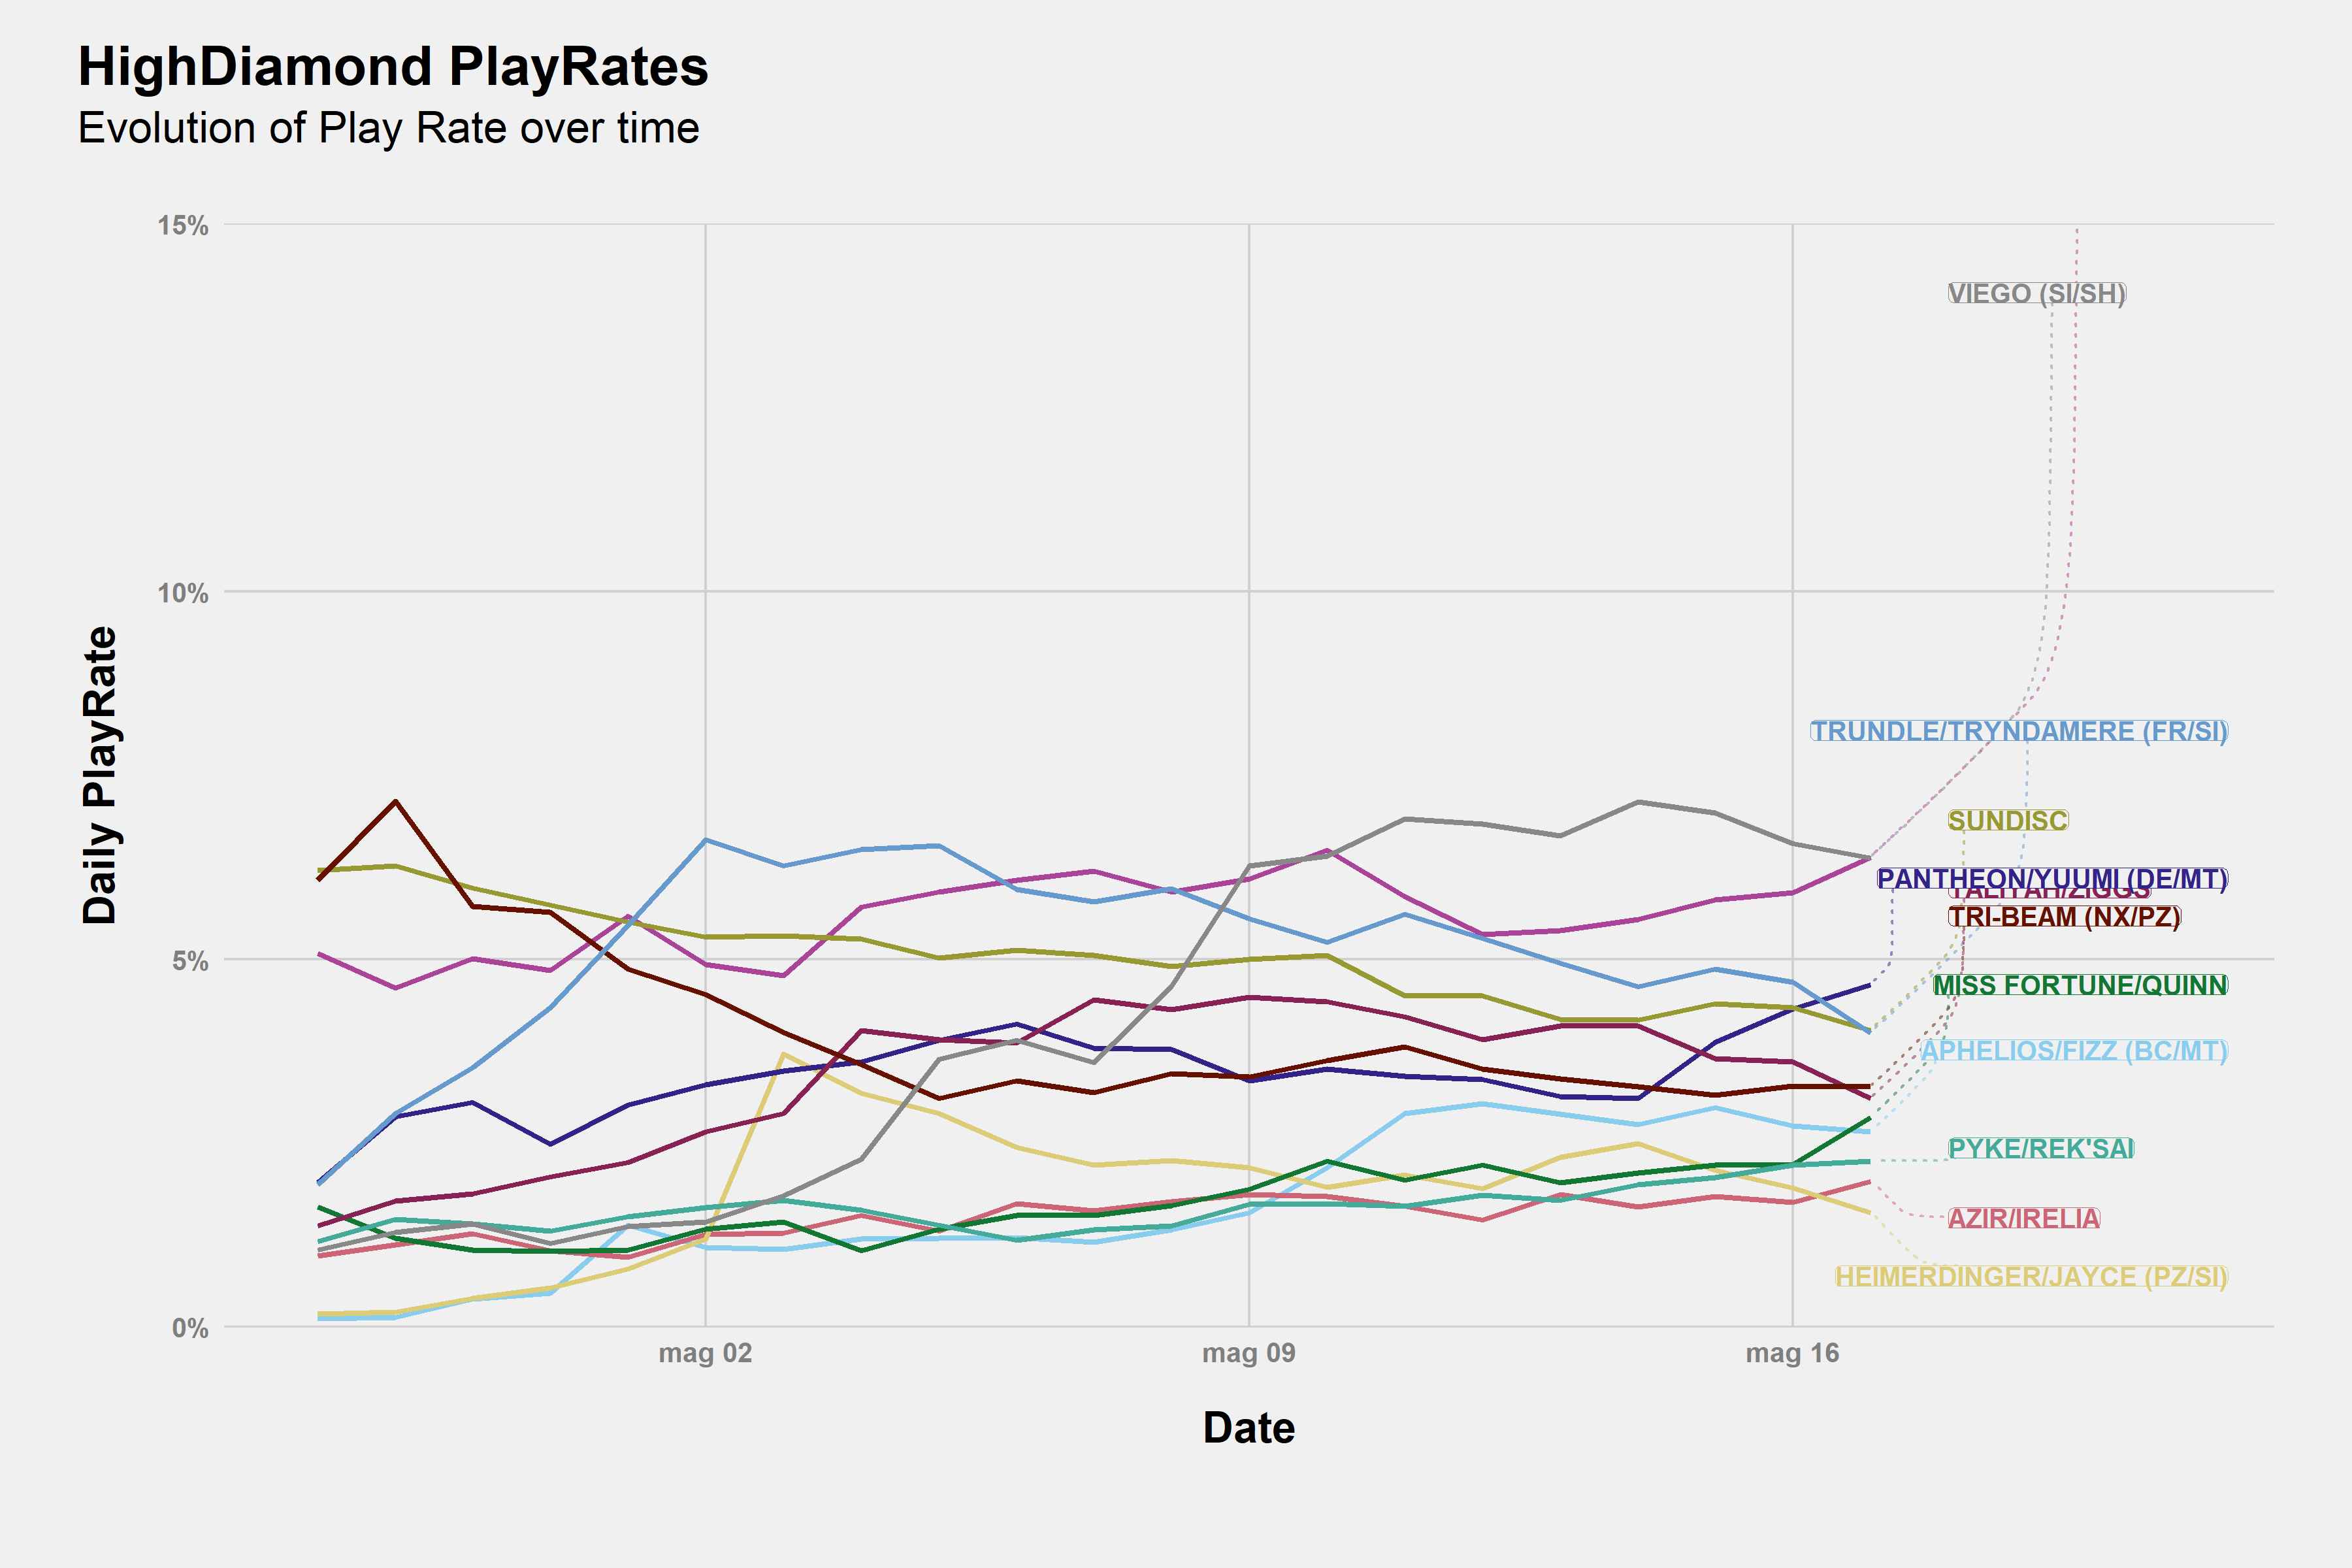 HighDiamond PlayRates
Evolution of Play Rate over time
15%
10%
5%
0%
Daily PlayRate
mag 02
mag 09
mag 16
Date
VIEGO (SI/SH)
TRUNDLE/TRYNDAMERE (FR/SI)
SUNDISC
PANTHEON/YUUMI (DE/MT)
TALIYAH/ZIGGS
TRI-BEAM (NX/PZ)
MISS FORTUNE/QUINN
APHELIOS/FIZZ (BC/MT)
PYKE/REK'SAI
AZIR/IRELIA
HEIMERDINGER/JAYCE (PZ/SI)